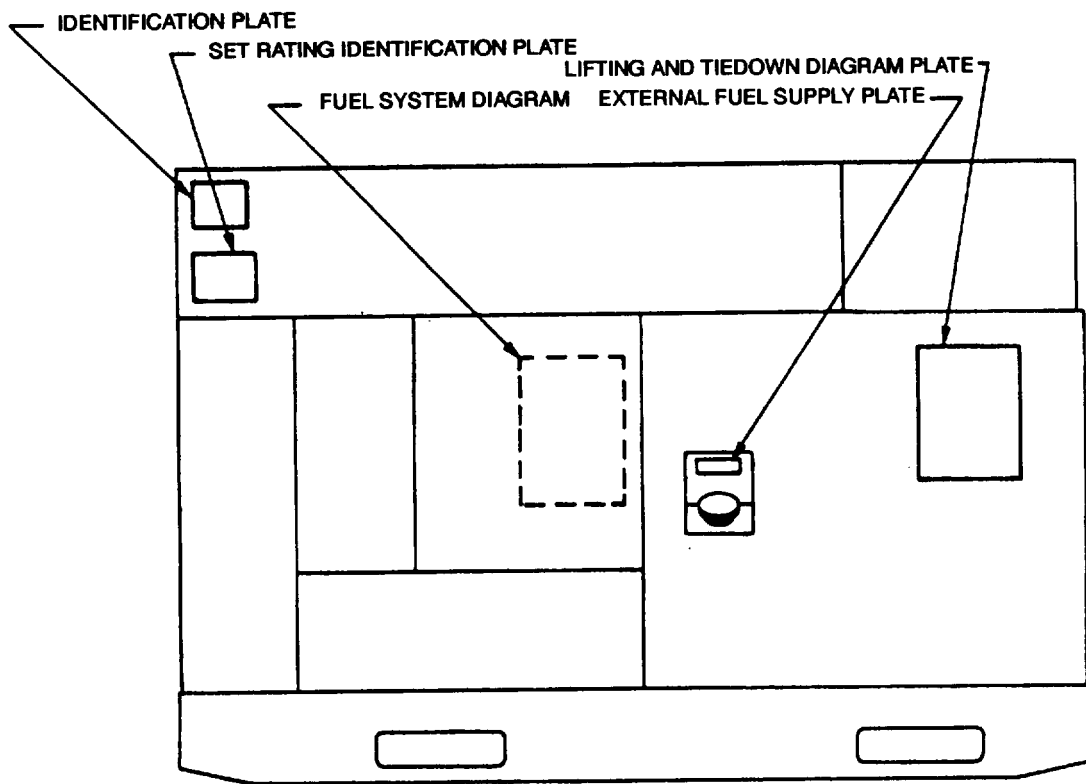 IDENTIFICATION PLATE
SET RATING IDENTIFICATION PLATE
LIFTING AND TIEDOWN DIAGRAM PLATE
FUEL SYSTEM DIAGRAM
EXTERNAL FUEL SUPPLY PLATE